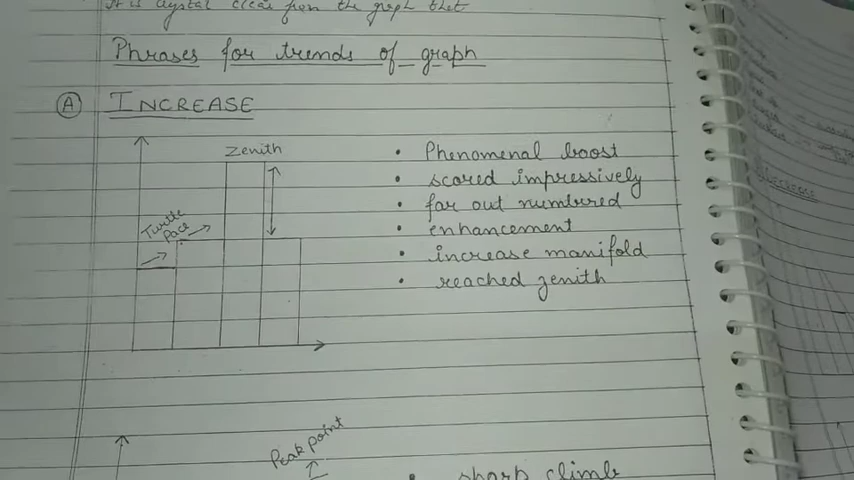 It is crystal clear from the graph that
Phrases for trends of graph
A INCREASE
Zenith
Turtle
Pace
• Phenomenal boost
• scored impressively
• far out numbered
• enhancement
• increase manifold
• reached zenith
Peak point
• sharp climb